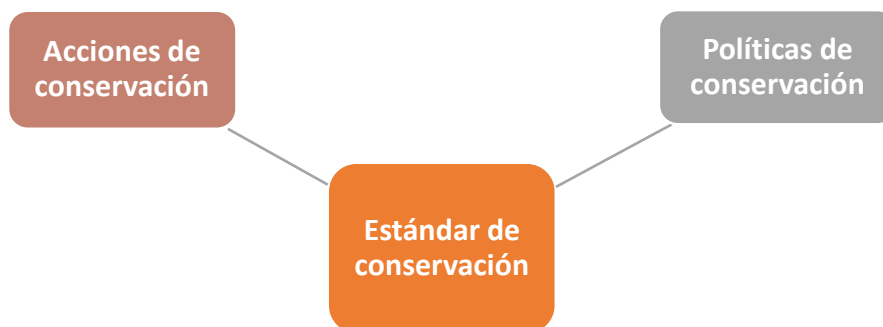 Acciones de
conservación
Políticas de
conservación
Estándar de
conservación